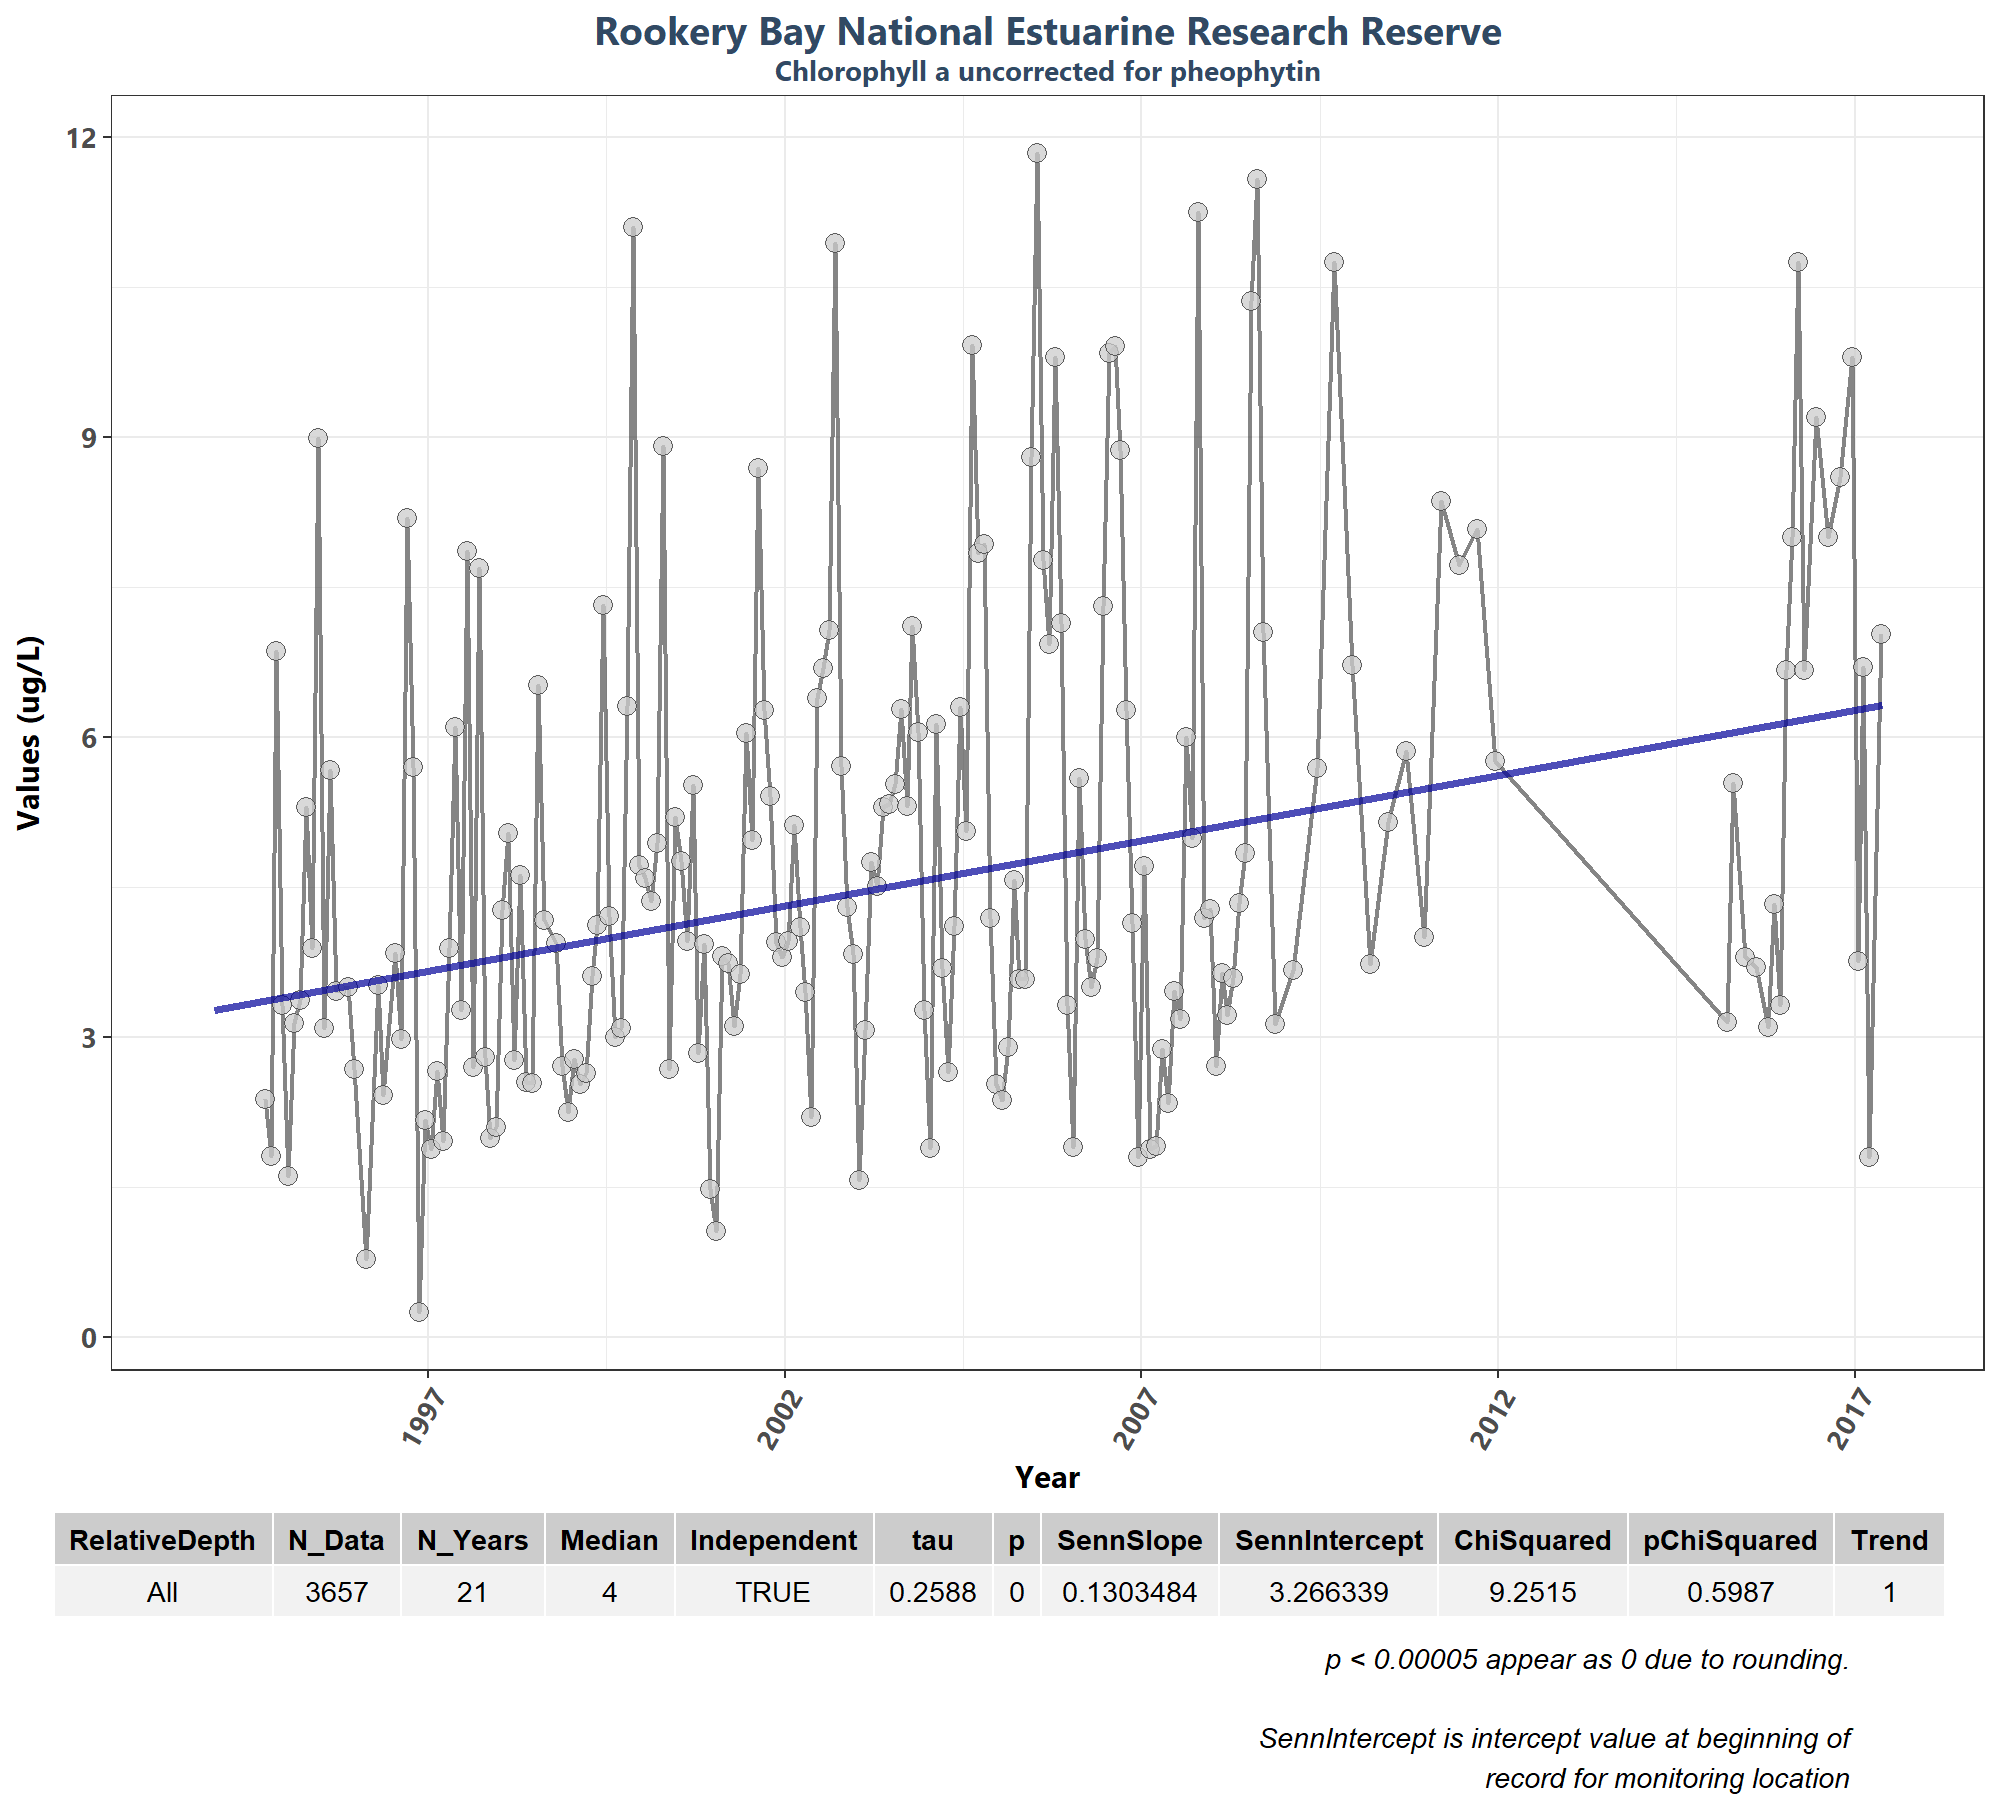 Rookery Bay National Estuarine Research Reserve
Chlorophyll a uncorrected for pheophytin
Values (ug/L)
12
9
6
3
0
1997
2002
2007
2012
2017
Year
RelativeDepth N_Data N_Years Median Independent tau p SennSlope SennIntercept ChiSquared pChiSquared Trend
All 3657 21 4 TRUE 0.2588 0 0.1303484 3.266339 9.2515 0.5987 1
p < 0.00005 appear as 0 due to rounding.
SennIntercept is intercept value at beginning of
record for monitoring location